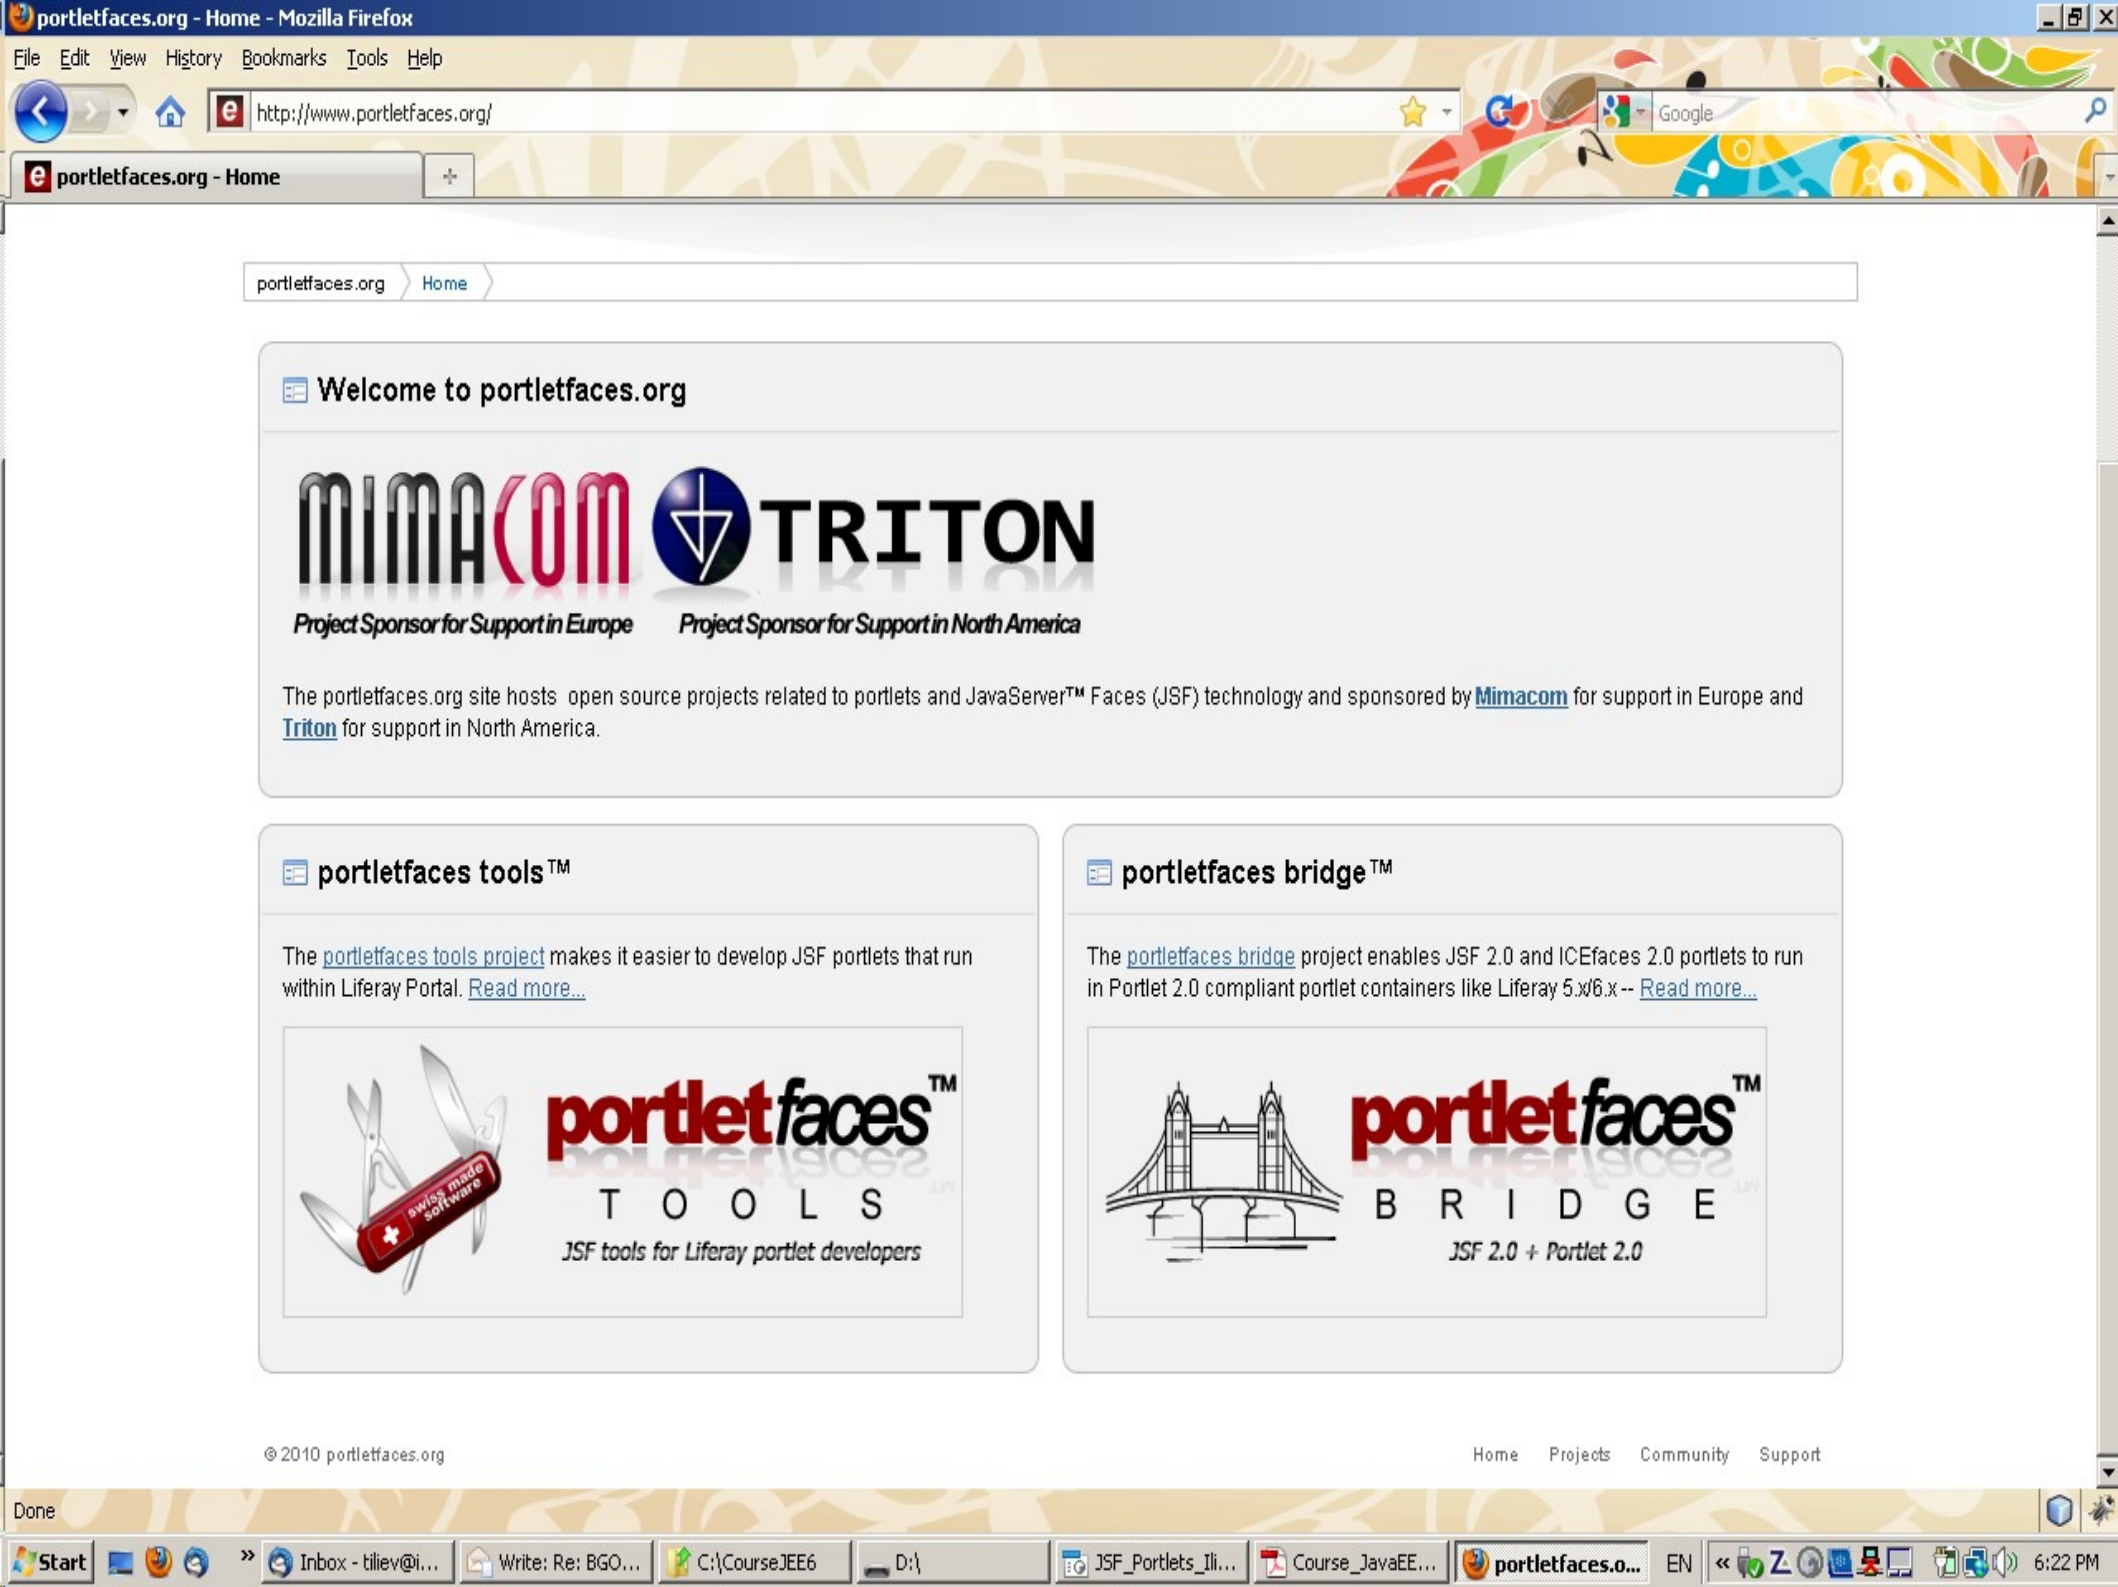 portletfaces.org - Home - Mozilla Firefox
File Edit View History Bookmarks Tools Help
http://www.portletfaces.org/
Google
portletfaces.org - Home
portletfaces.org Home
Welcome to portletfaces.org
MIMACOM TRITON
Project Sponsor for Support in Europe Project Sponsor for Support in North America
The portletfaces.org site hosts open source projects related to portlets and JavaServer™ Faces (JSF) technology and sponsored by Mimacom for support in Europe and
Triton for support in North America.
portletfaces tools™
The portletfaces tools project makes it easier to develop JSF portlets that run
within Liferay Portal. Read more...
swiss made
software
portletfaces™
TOOLS
JSF tools for Liferay portlet developers
portletfaces bridge™
The portletfaces bridge project enables JSF 2.0 and ICEfaces 2.0 portlets to run
in Portlet 2.0 compliant portlet containers like Liferay 5.x/6.x -- Read more...
portletfaces™
BRIDGE
JSF 2.0 + Portlet 2.0
© 2010 portletfaces.org Home Projects Community Support
Done
Start » Inbox - tiliev@i... Write: Re: BGO... C:\CourseJEE6 D:\ JSF_Portlets_Ili... Course_JavaEE... portletfaces.o... EN « 6:22 PM